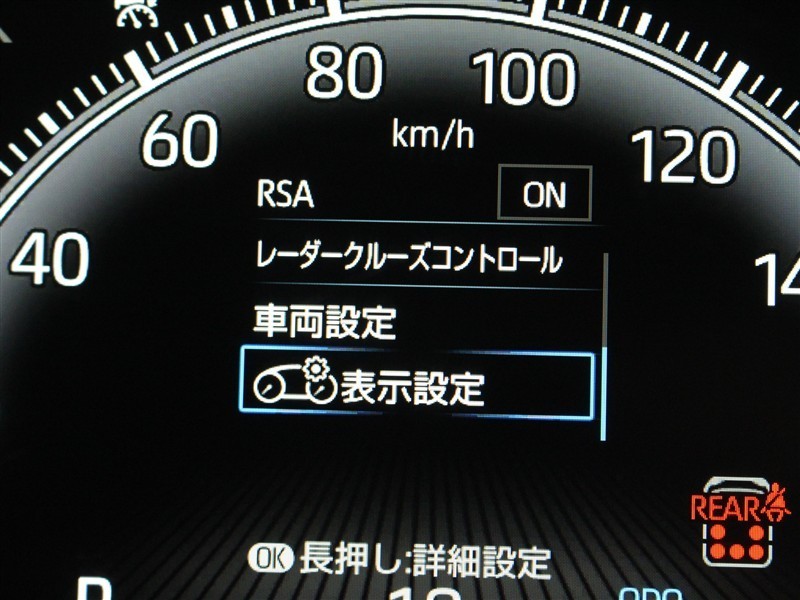 80 100
60 km/h 120
RSA ON
40 レーダークルーズコントロール
車両設定
表示設定
REAR
OK 長押し:詳細設定